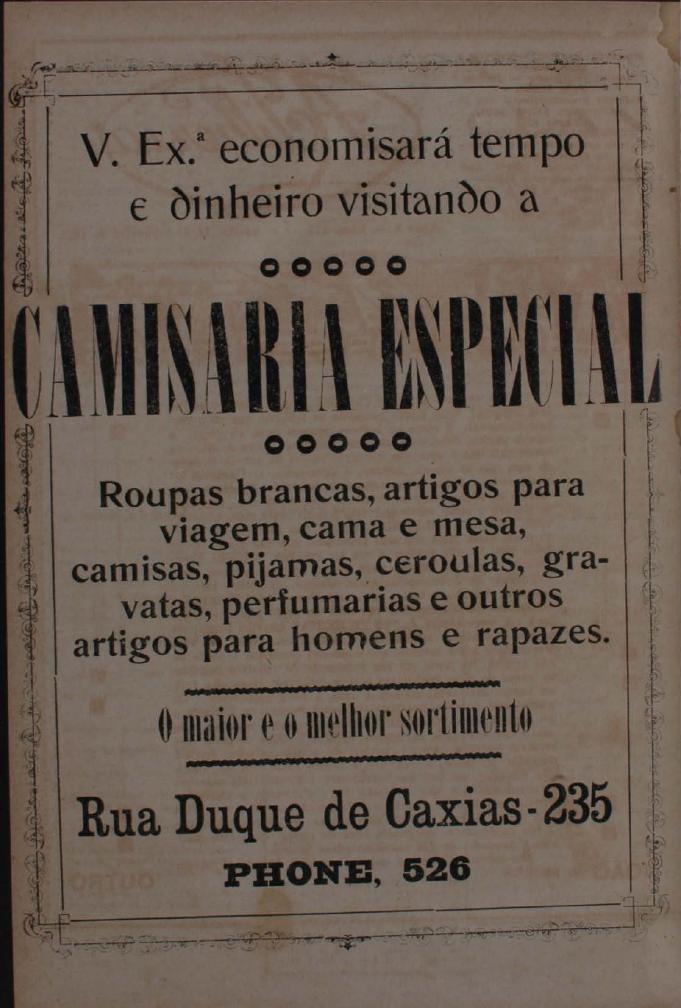 V. Ex.ª economisará tempo
e dinheiro visitando a
CAMISARIA ESPECIAL
Roupas brancas, artigos para
viagem, cama e mesa,
camisas, pijamas, ceroulas, gra-
vatas, perfumarias e outros
artigos para homens e rapazes.
O maior e o melhor sortimento
Rua Duque de Caxias - 235
PHONE, 526